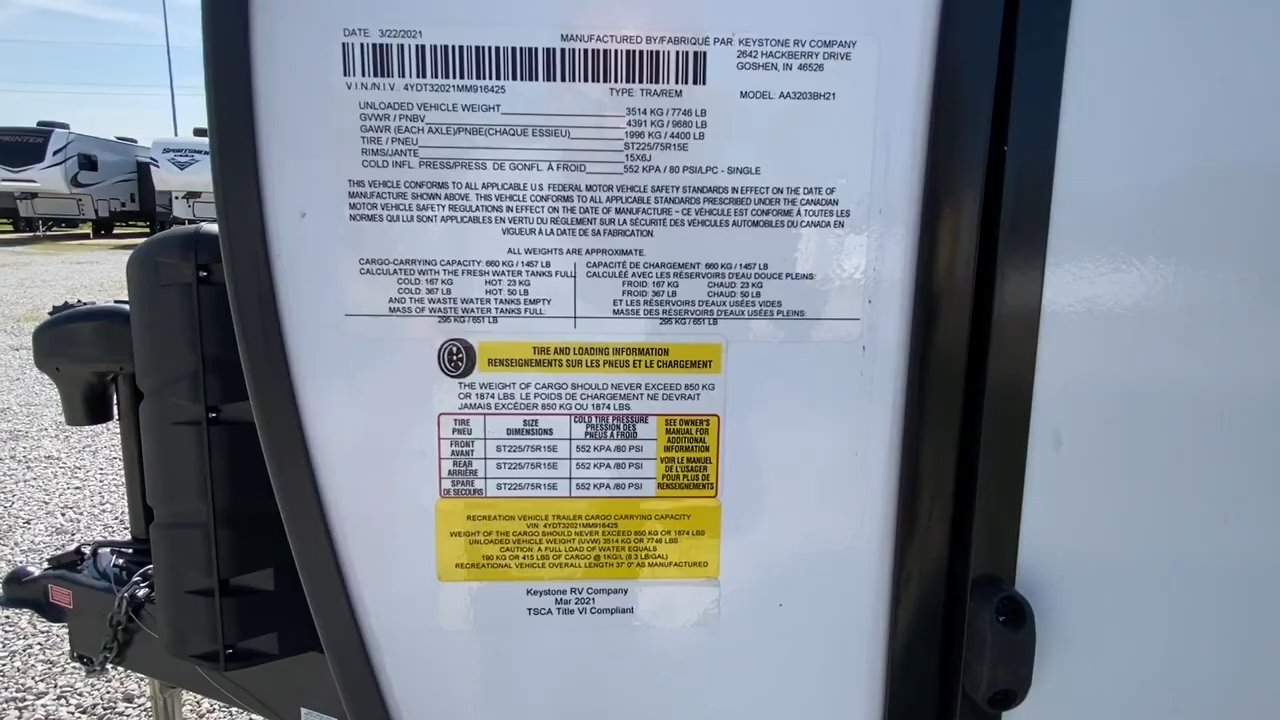 DATE: 3/22/2021
MANUFACTURED BY/FABRIQUÉ PAR: KEYSTONE RV COMPANY
2642 HACKBERRY DRIVE
GOSHEN, IN 46526
V.I.N./N.I.V.: 4YDT32021MM916425
TYPE: TRA/REM
MODEL: AA3203BH21
UNLOADED VEHICLE WEIGHT 3514 KG / 7746 LB
GVWR / PNBV 4391 KG / 9680 LB
GAWR (EACH AXLE)/PNBE(CHAQUE ESSIEU) 1996 KG / 4400 LB
TIRE / PNEU ST225/75R15E
RIMS/JANTE 15X6J
COLD INFL. PRESS/PRESS. DE GONFL. À FROID 552 KPA / 80 PSI/LPC - SINGLE
THIS VEHICLE CONFORMS TO ALL APPLICABLE U.S. FEDERAL MOTOR VEHICLE SAFETY STANDARDS IN EFFECT ON THE DATE OF
MANUFACTURE SHOWN ABOVE. THIS VEHICLE CONFORMS TO ALL APPLICABLE STANDARDS PRESCRIBED UNDER THE CANADIAN
MOTOR VEHICLE SAFETY REGULATIONS IN EFFECT ON THE DATE OF MANUFACTURE ~ CE VÉHICULE EST CONFORME À TOUTES LES
NORMES QUI LUI SONT APPLICABLES EN VERTU DU RÉGLEMENT SUR LA SÉCURITÉ DES VÉHICULES AUTOMOBILES DU CANADA EN
VIGUEUR À LA DATE DE SA FABRICATION.
ALL WEIGHTS ARE APPROXIMATE.
CARGO-CARRYING CAPACITY: 660 KG / 1457 LB
CALCULATED WITH THE FRESH WATER TANKS FULL
COLD: 167 KG HOT: 23 KG
COLD: 367 LB HOT: 50 LB
AND THE WASTE WATER TANKS EMPTY
MASS OF WASTE WATER TANKS FULL:
295 KG / 651 LB
CAPACITÉ DE CHARGEMENT: 660 KG / 1457 LB
CALCULÉE AVEC LES RÉSERVOIRS D'EAU DOUCE PLEINS:
FROID: 167 KG CHAUD: 23 KG
FROID: 367 LB CHAUD: 50 LB
ET LES RÉSERVOIRS D'EAUX USÉES VIDES
MASSE DES RÉSERVOIRS D'EAUX USÉES PLEINS:
295 KG / 651 LB
TIRE AND LOADING INFORMATION
RENSEIGNEMENTS SUR LES PNEUS ET LE CHARGEMENT
THE WEIGHT OF CARGO SHOULD NEVER EXCEED 850 KG
OR 1874 LBS. LE POIDS DE CHARGEMENT NE DEVRAIT
JAMAIS EXCÉDER 850 KG OU 1874 LBS.
TIRE
PNEU
SIZE
DIMENSIONS
COLD TIRE PRESSURE
PRESSION DES
PNEUS A FROID
FRONT
AVANT
ST225/75R15E
552 KPA /80 PSI
REAR
ARRIÈRE
ST225/75R15E
552 KPA /80 PSI
SPARE
DE SECOURS
ST225/75R15E
552 KPA /80 PSI
SEE OWNER'S
MANUAL FOR
ADDITIONAL
INFORMATION
VOIR LE MANUEL
DE L'USAGER
POUR PLUS DE
RENSEIGNEMENTS
RECREATION VEHICLE TRAILER CARGO CARRYING CAPACITY
VIN: 4YDT32021MM916425
WEIGHT OF THE CARGO SHOULD NEVER EXCEED 850 KG OR 1874 LBS
UNLOADED VEHICLE WEIGHT (UVW) 3514 KG OR 7746 LBS
CAUTION: A FULL LOAD OF WATER EQUALS
190 KG OR 415 LBS OF CARGO @ 1KG/L (8.3 LB/GAL)
RECREATIONAL VEHICLE OVERALL LENGTH 37' 0" AS MANUFACTURED
Keystone RV Company
Mar 2021
TSCA Title VI Compliant
SPRINTER
SPORTSMEN